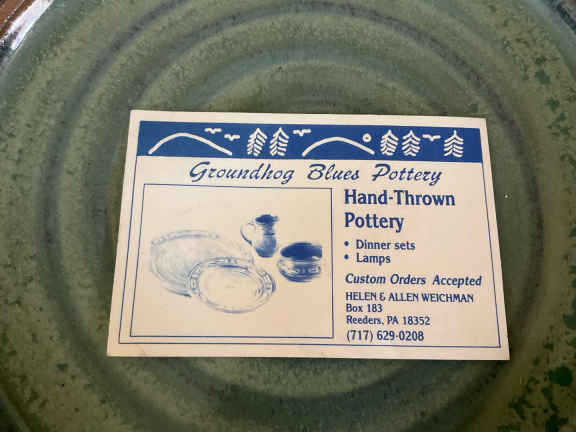 Groundhog Blues Pottery
Hand-Thrown
Pottery
• Dinner sets
• Lamps
Custom Orders Accepted
HELEN & ALLEN WEICHMAN
Box 183
Reeders, PA 18352
(717) 629-0208